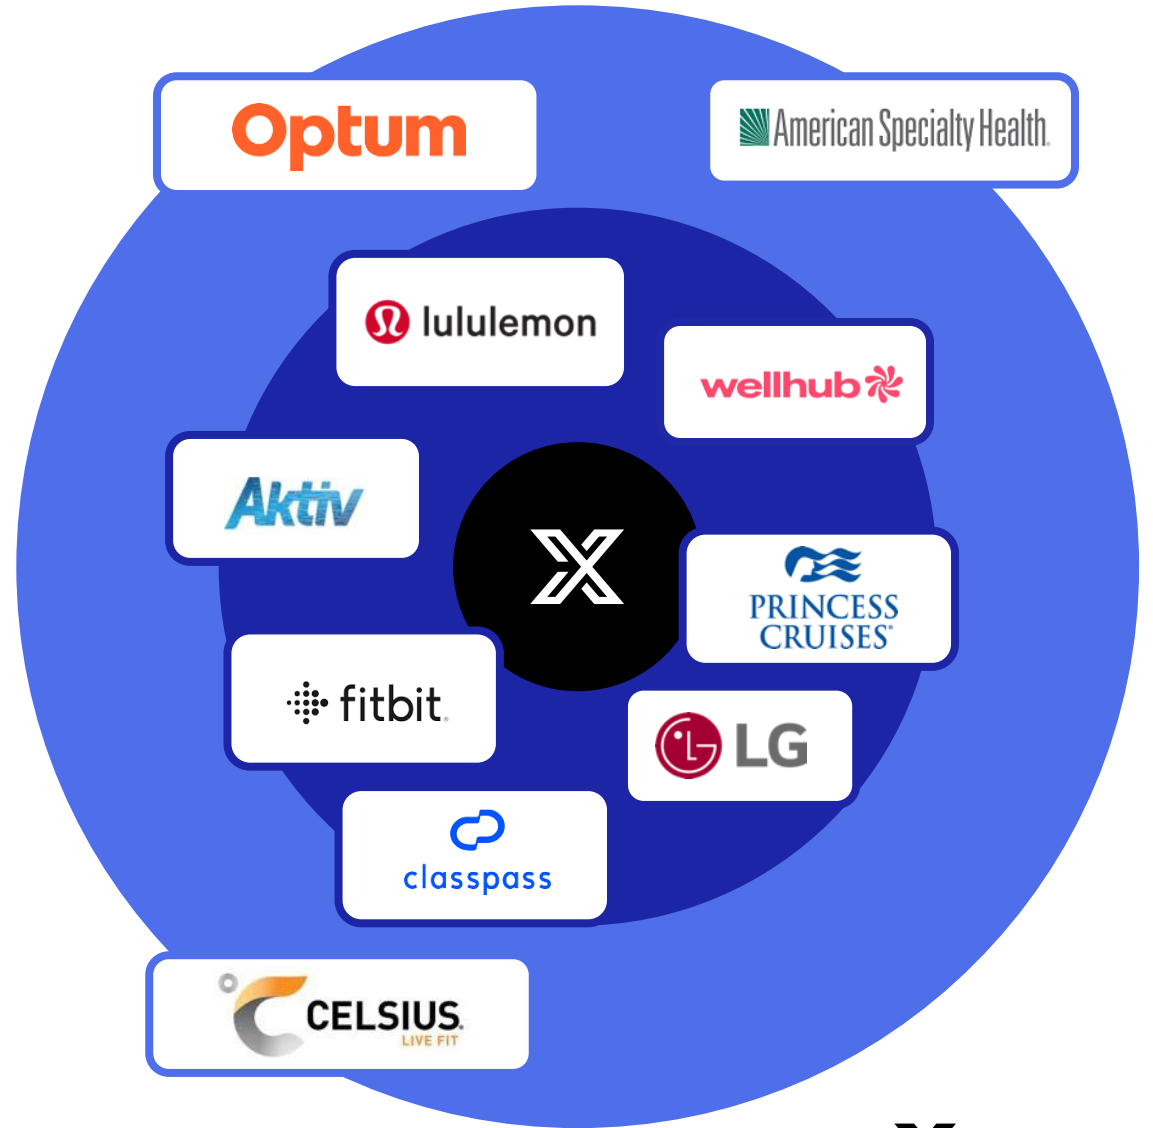 Optum
American Specialty Health.
lululemon
wellhub
Aktiv
X
PRINCESS
CRUISES®
fitbit.
LG
classpass
CELSIUS®
LIVE FIT